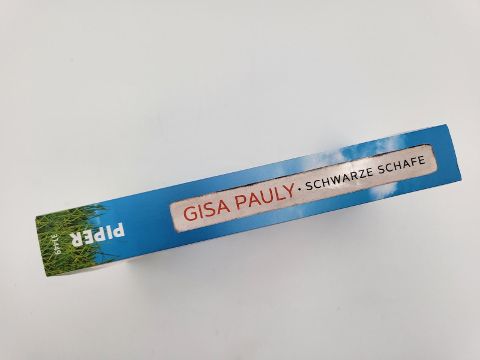 GISA PAULY · SCHWARZE SCHAFE
PIPER